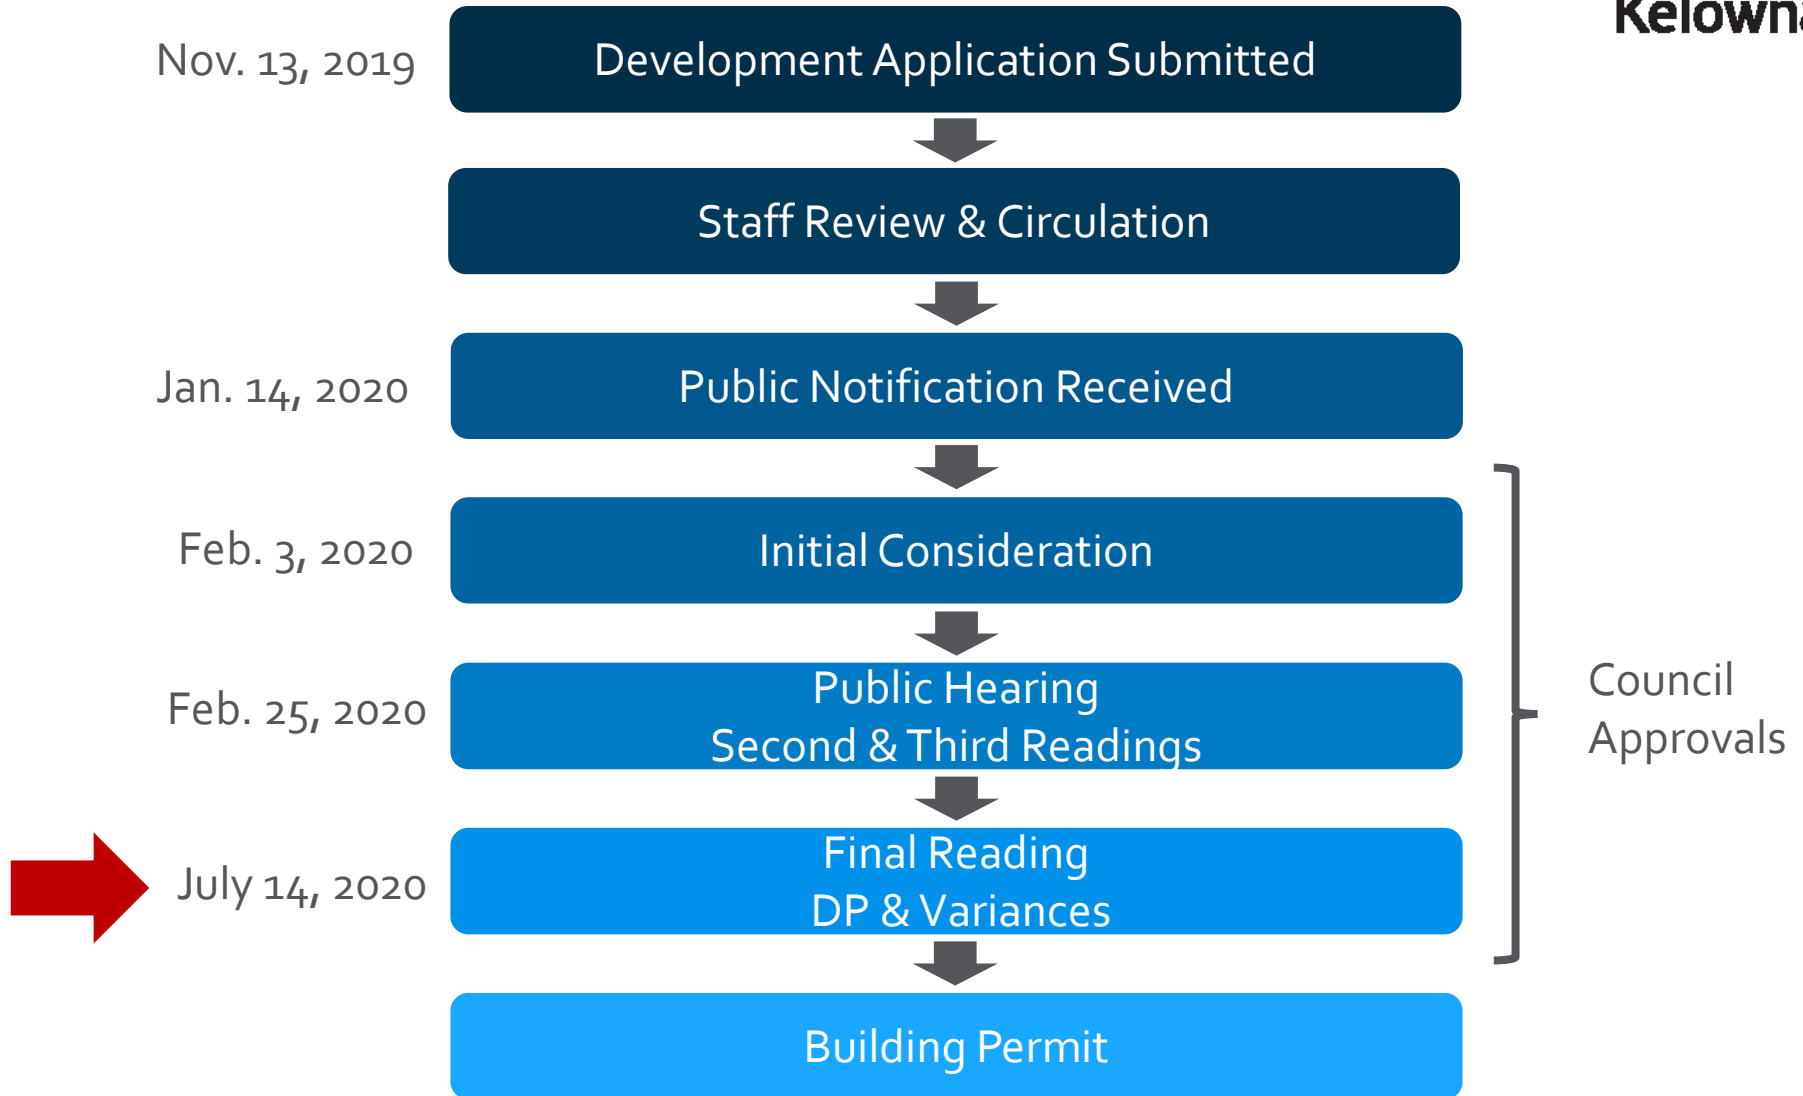 Kelowna
Nov. 13, 2019
Development Application Submitted
Staff Review & Circulation
Jan. 14, 2020
Public Notification Received
Feb. 3, 2020
Initial Consideration
Feb. 25, 2020
Public Hearing
Second & Third Readings
Council
Approvals
July 14, 2020
Final Reading
DP & Variances
Building Permit